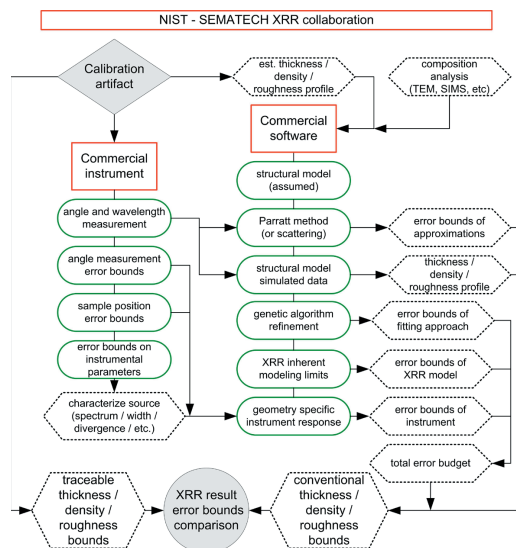 NIST - SEMATECH XRR collaboration
Calibration
artifact
est. thickness /
density /
roughness profile
composition
analysis
(TEM, SIMS, etc)
Commercial
instrument
Commercial
software
structural model
(assumed)
angle and wavelength
measurement
Parratt method
(or scattering)
error bounds of
approximations
angle measurement
error bounds
structural model
simulated data
thickness /
density /
roughness profile
sample position
error bounds
genetic algorithm
refinement
error bounds of
fitting approach
error bounds on
instrumental
parameters
XRR inherent
modeling limits
error bounds of
XRR model
characterize source
(spectrum / width /
divergence / etc.)
geometry specific
instrument response
error bounds of
instrument
total error budget
traceable
thickness /
density /
roughness
bounds
XRR result
error bounds
comparison
conventional
thickness /
density /
roughness
bounds